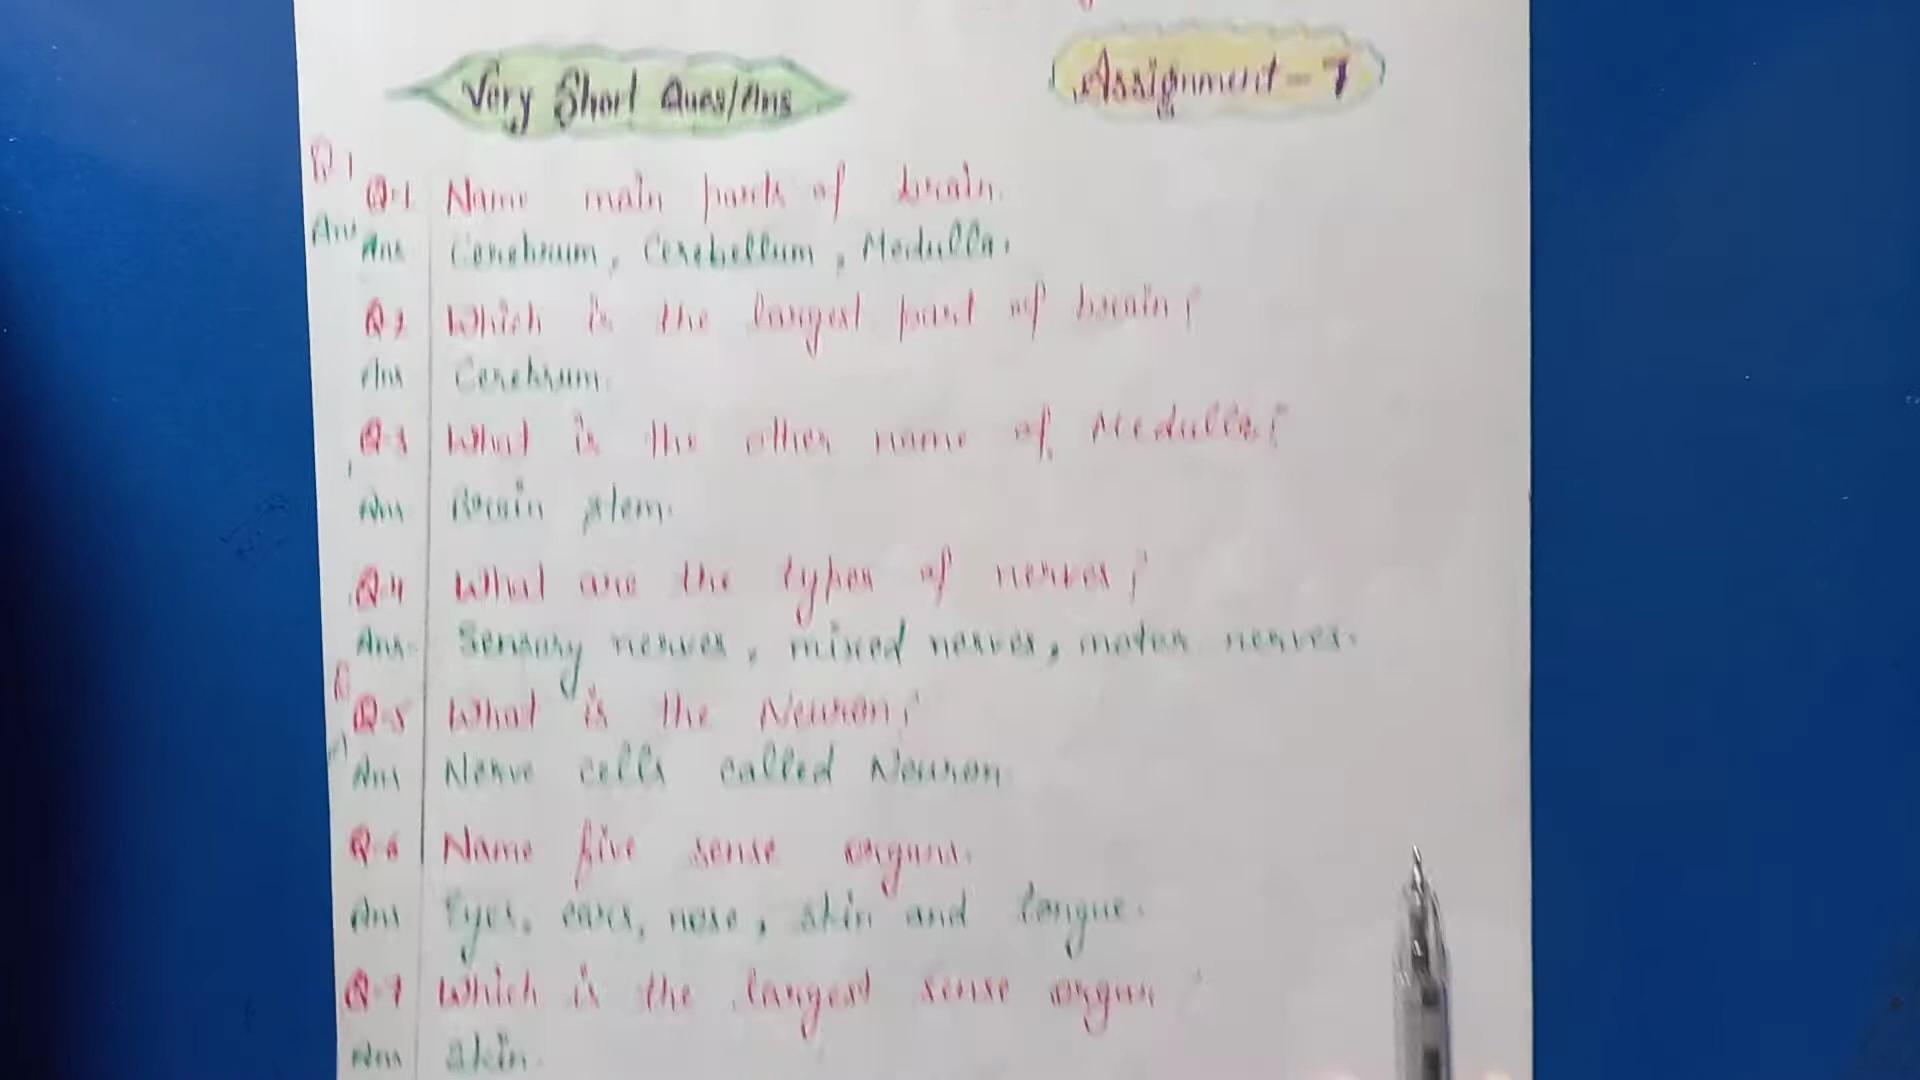 Very Short Ques/Ans
Assignment - 7
Q-1 Name main parts of brain.
Ans Cerebrum, Cerebellum, Medulla.
Q-2 Which is the largest part of brain?
Ans Cerebrum.
Q-3 What is the other name of Medulla?
Ans Brain stem.
Q-4 What are the types of nerves?
Ans- Sensory nerves, mixed nerves, motor nerves.
Q-5 What is the Neuron?
Ans Nerve cells called Neuron.
Q-6 Name five sense organs.
Ans Eyes, ears, nose, skin and tongue.
Q-7 Which is the largest sense organ?
Ans Skin.